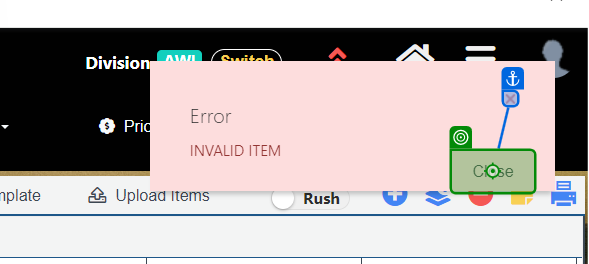 Division AWI Switch
Error
Pric
INVALID ITEM
Close
mplate Upload Items Rush